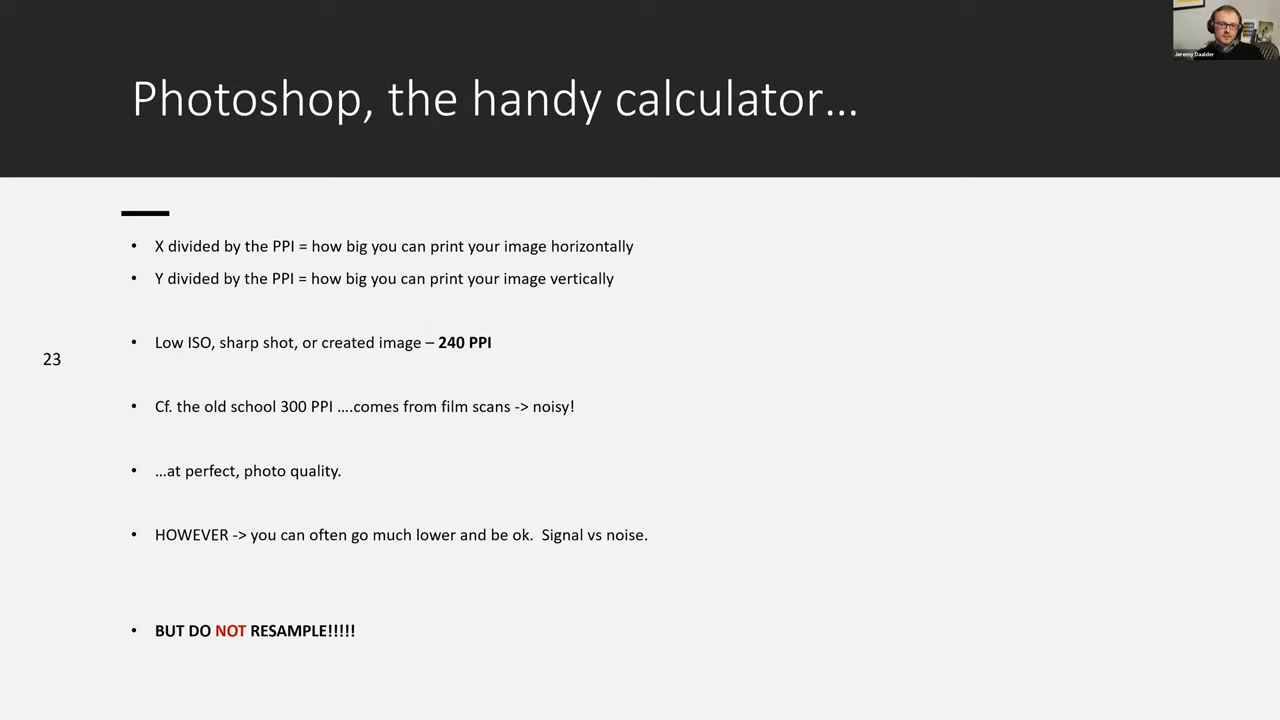 Jeremy Daalder
Photoshop, the handy calculator...
• X divided by the PPI = how big you can print your image horizontally
• Y divided by the PPI = how big you can print your image vertically
• Low ISO, sharp shot, or created image – 240 PPI
23
• Cf. the old school 300 PPI ....comes from film scans -> noisy!
• ...at perfect, photo quality.
• HOWEVER -> you can often go much lower and be ok.  Signal vs noise.
• BUT DO NOT RESAMPLE!!!!!